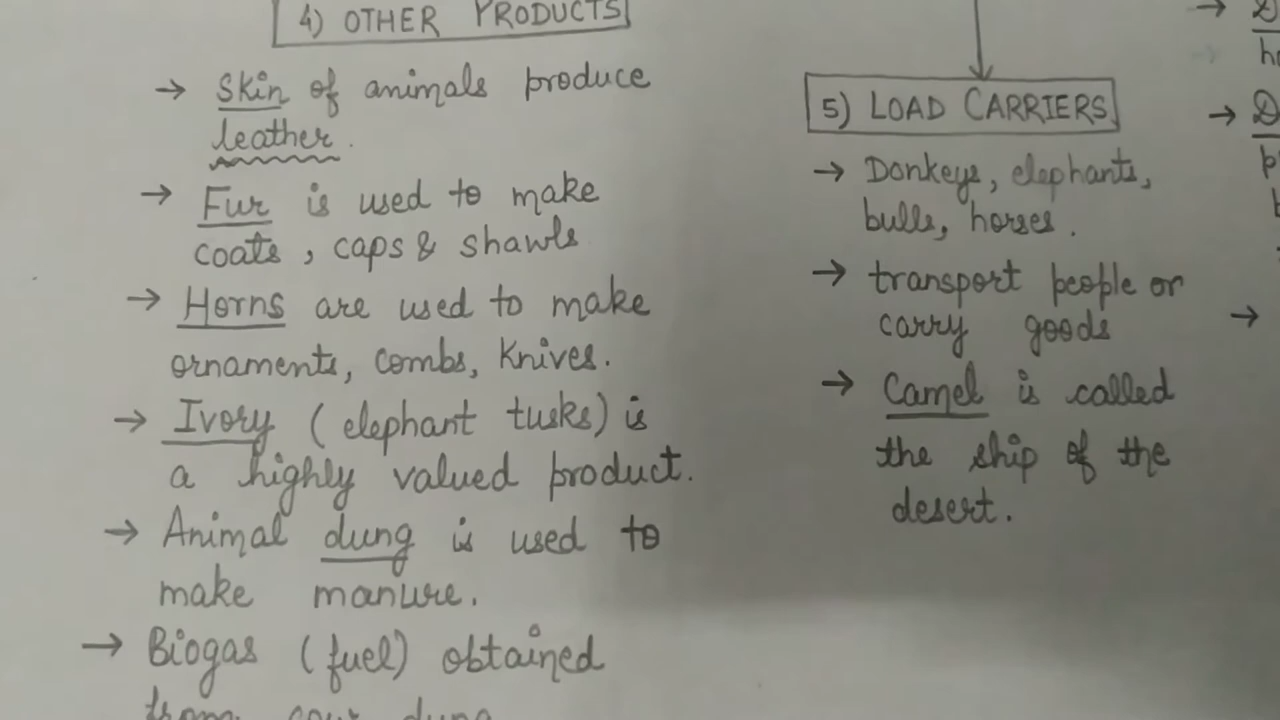 4) OTHER PRODUCTS
→ Skin of animals produce
leather.
→ Fur is used to make
coats, caps & shawls
→ Horns are used to make
ornaments, combs, Knives.
→ Ivory (elephant tusks) is
a highly valued product.
→ Animal dung is used to
make manure.
→ Biogas (fuel) obtained
from cow dung
5) LOAD CARRIERS
→ Donkeys, elephants,
bulls, horses.
→ transport people or
carry goods
→ Camel is called
the ship of the
desert.